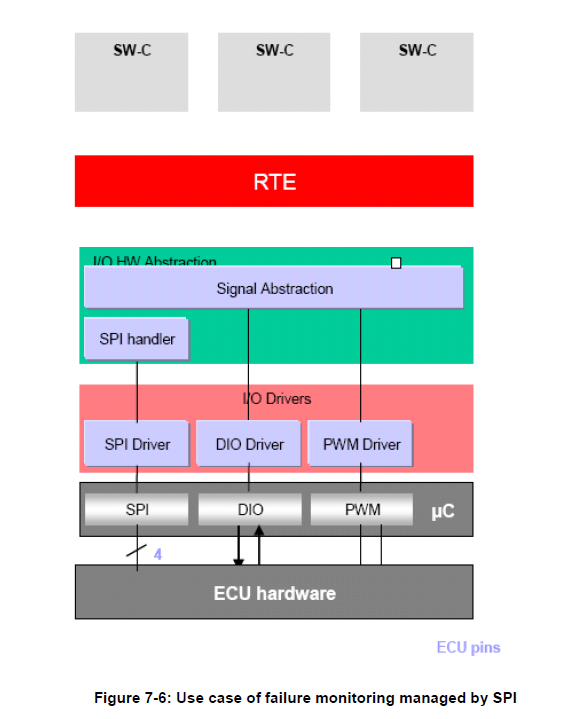 SW-C SW-C SW-C
RTE
I/O HW Abstraction
Signal Abstraction
SPI handler
I/O Drivers
SPI Driver DIO Driver PWM Driver
SPI DIO PWM µC
4
ECU hardware
ECU pins
Figure 7-6: Use case of failure monitoring managed by SPI